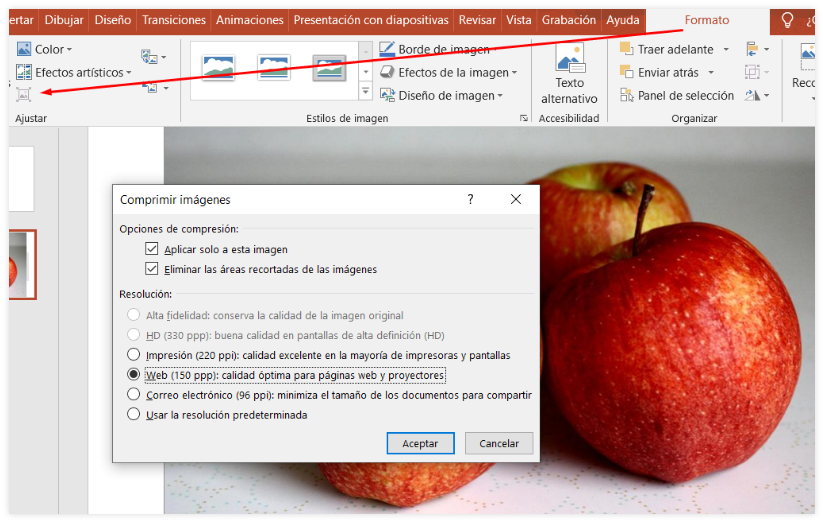 ertar Dibujar Diseño Transiciones Animaciones Presentación con diapositivas Revisar Vista Grabación Ayuda Formato
Color
Efectos artísticos
Ajustar
Borde de imagen
Efectos de la imagen
Diseño de imagen
Estilos de imagen
Texto
alternativo
Accesibilidad
Traer adelante
Enviar atrás
Panel de selección
Organizar
Reco
Comprimir imágenes
?
Opciones de compresión:
Aplicar solo a esta imagen
Eliminar las áreas recortadas de las imágenes
Resolución:
Alta fidelidad: conserva la calidad de la imagen original
HD (330 ppp): buena calidad en pantallas de alta definición (HD)
Impresión (220 ppi): calidad excelente en la mayoría de impresoras y pantallas
Web (150 ppp): calidad óptima para páginas web y proyectores
Correo electrónico (96 ppi): minimiza el tamaño de los documentos para compartir
Usar la resolución predeterminada
Aceptar Cancelar